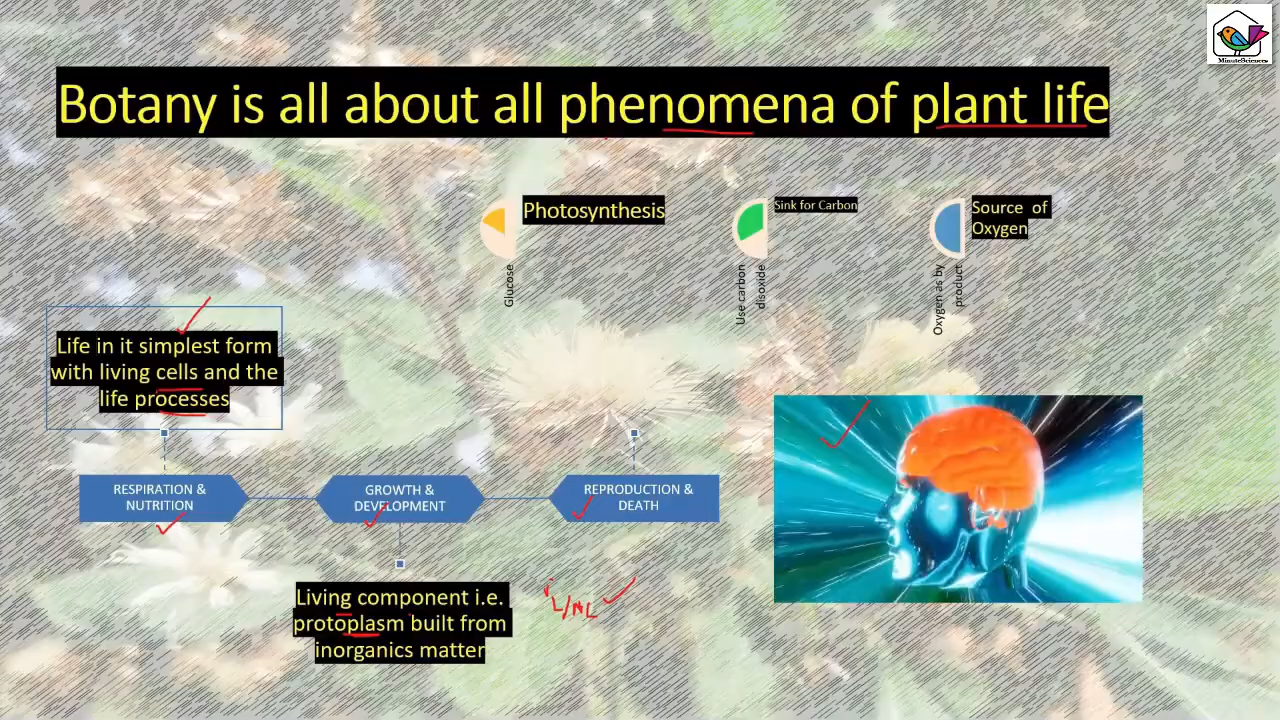 MinuteSciences
Botany is all about all phenomena of plant life
Photosynthesis
Glucose
Sink for Carbon
Use carbon
disoxide
Source of
Oxygen
Oxygen as by
product
Life in it simplest form
with living cells and the
life processes
RESPIRATION &
NUTRITION
GROWTH &
DEVELOPMENT
REPRODUCTION &
DEATH
Living component i.e.
protoplasm built from
inorganics matter
L/NL